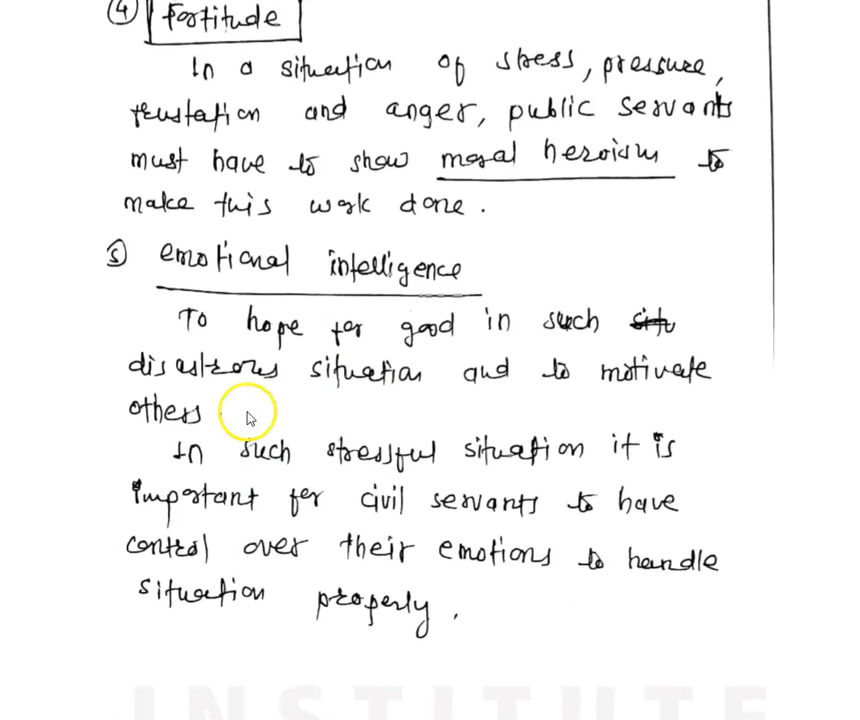 ④ Fortitude
In a situation of stress, pressure,
frustation and anger, public servants
must have to show moral heroism to
make this work done.
⑤ emotional intelligence
To hope for good in such situ
disastrous situation and to motivate
others.
In such stressful situation it is
important for civil servants to have
control over their emotions to handle
situation properly.
INSTITUTE